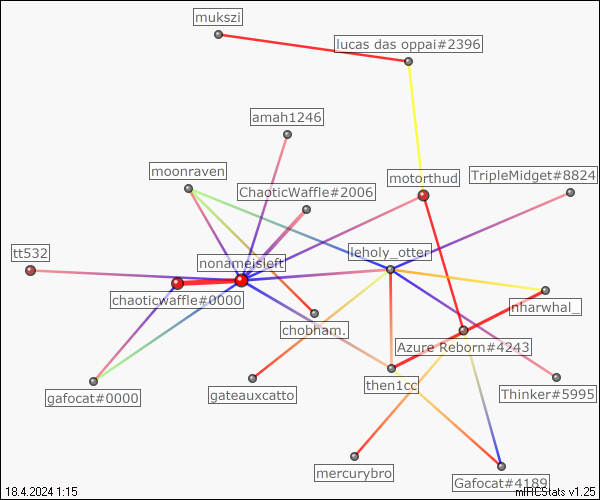 mukszi
lucas das oppai#2396
amah1246
moonraven
motorthud
TripleMidget#8824
ChaoticWaffle#2006
tt532
nonameisleft
leholy_otter
chaoticwaffle#0000
nharwhal_
chobham.
Azure Reborn#4243
gafocat#0000
gateauxcatto
then1cc
Thinker#5995
mercurybro
Gafocat#4189
18.4.2024 1:15
mIRCStats v1.25